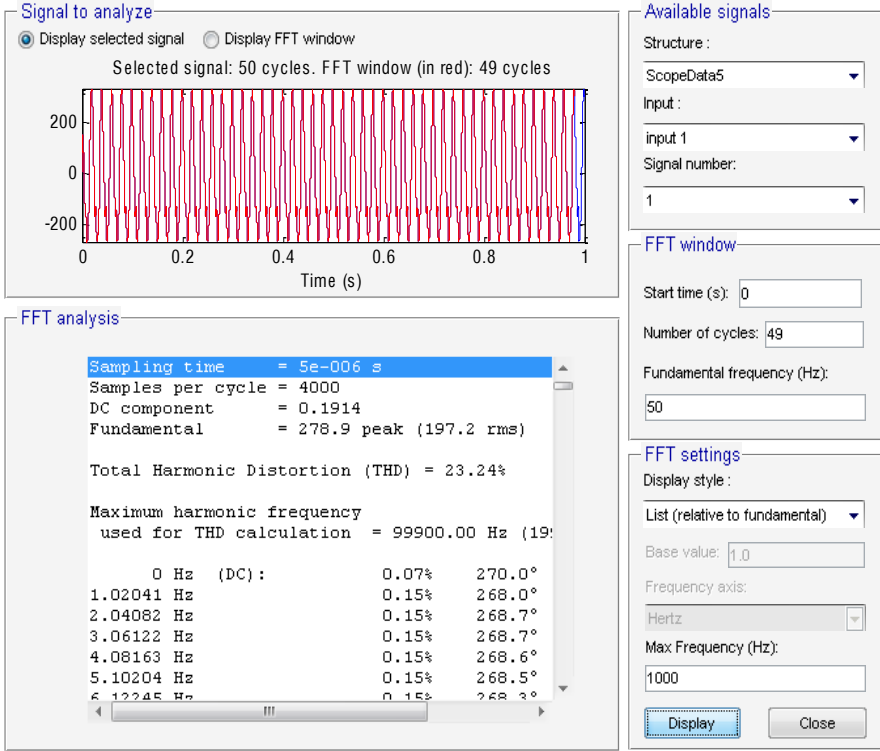 Signal to analyze
Display selected signal Display FFT window
Selected signal: 50 cycles. FFT window (in red): 49 cycles
200
0
-200
0 0.2 0.4 0.6 0.8 1
Time (s)
FFT analysis
Sampling time = 5e-006 s
Samples per cycle = 4000
DC component = 0.1914
Fundamental = 278.9 peak (197.2 rms)
Total Harmonic Distortion (THD) = 23.24%
Maximum harmonic frequency
used for THD calculation = 99900.00 Hz (19
0 Hz (DC): 0.07% 270.0°
1.02041 Hz 0.15% 268.0°
2.04082 Hz 0.15% 268.7°
3.06122 Hz 0.15% 268.7°
4.08163 Hz 0.15% 268.6°
5.10204 Hz 0.15% 268.5°
6.12245 Hz 0.15% 268.3°
Available signals
Structure :
ScopeData5
Input :
input 1
Signal number:
1
FFT window
Start time (s): 0
Number of cycles: 49
Fundamental frequency (Hz):
50
FFT settings
Display style :
List (relative to fundamental)
Base value: 1.0
Frequency axis:
Hertz
Max Frequency (Hz):
1000
Display Close